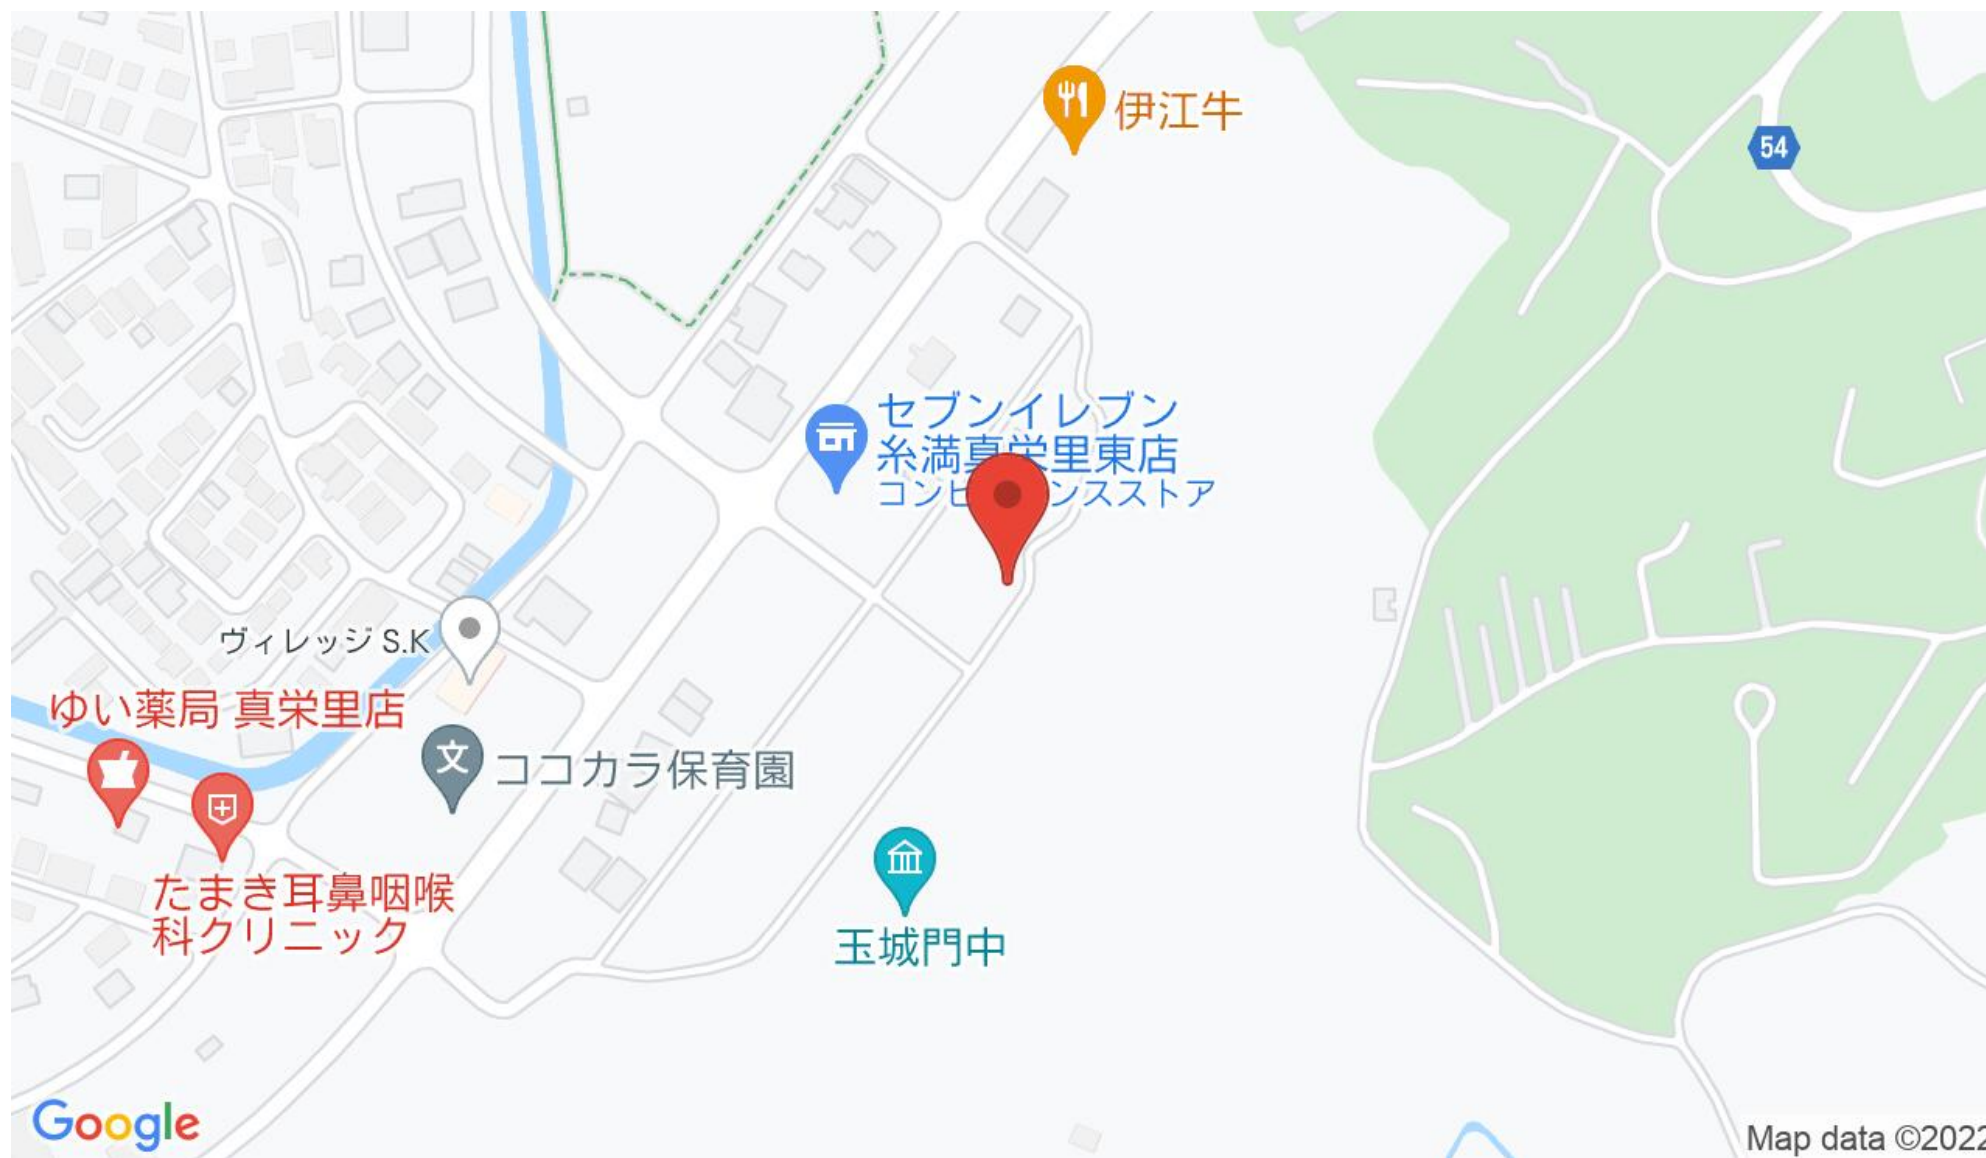 伊江牛
54
セブンイレブン
糸満真栄里東店
コンビ ンスストア
ヴィレッジ S.K
ゆい薬局 真栄里店
文
ココカラ保育園
たまき耳鼻咽喉
科クリニック
玉城門中
Google
Map data ©2022